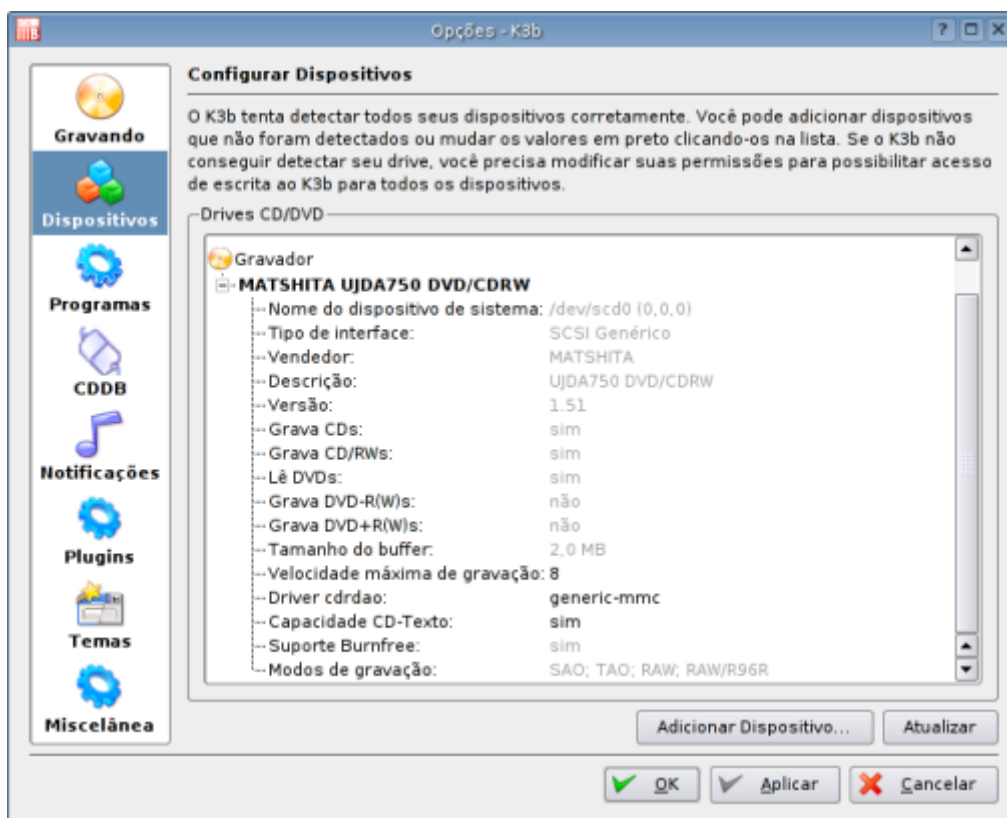 Opções - K3b
Gravando
Dispositivos
Programas
CDDB
Notificações
Plugins
Temas
Miscelânea
Configurar Dispositivos
O K3b tenta detectar todos seus dispositivos corretamente. Você pode adicionar dispositivos
que não foram detectados ou mudar os valores em preto clicando-os na lista. Se o K3b não
conseguir detectar seu drive, você precisa modificar suas permissões para possibilitar acesso
de escrita ao K3b para todos os dispositivos.
Drives CD/DVD
Gravador
MATSHITA UJDA750 DVD/CDRW
Nome do dispositivo de sistema: /dev/scd0 (0,0,0)
Tipo de interface: SCSI Genérico
Vendedor: MATSHITA
Descrição: UJDA750 DVD/CDRW
Versão: 1.51
Grava CDs: sim
Grava CD/RWs: sim
Lê DVDs: sim
Grava DVD-R(W)s: não
Grava DVD+R(W)s: não
Tamanho do buffer: 2,0 MB
Velocidade máxima de gravação: 8
Driver cdrdao: generic-mmc
Capacidade CD-Texto: sim
Suporte Burnfree: sim
Modos de gravação: SAO; TAO; RAW; RAW/R96R
Adicionar Dispositivo... Atualizar
OK Aplicar Cancelar